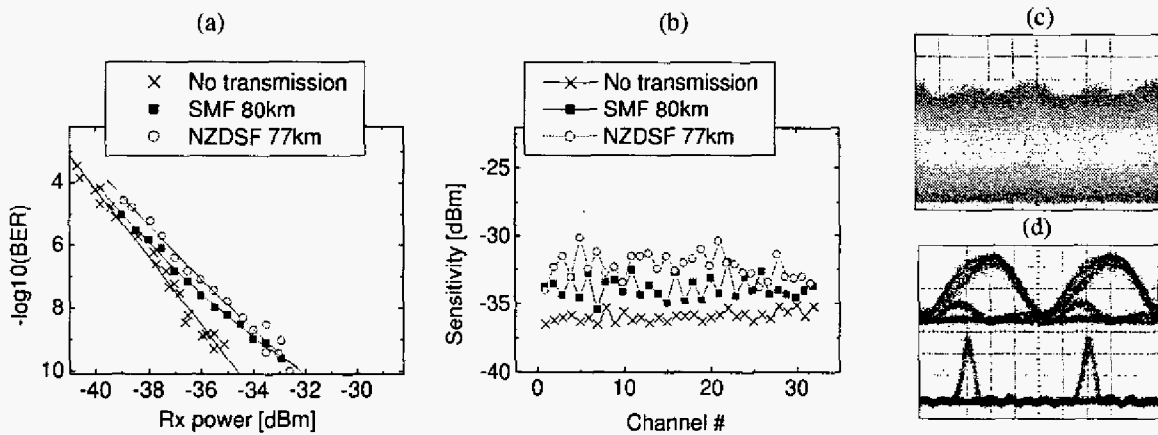 (a)
No transmission
SMF 80km
NZDSF 77km
-log10(BER)
4
6
8
10
-40
-38
-36
-34
-32
-30
Rx power [dBm]
(b)
No transmission
SMF 80km
NZDSF 77km
Sensitivity [dBm]
-25
-30
-35
-40
0
10
20
30
Channel #
(c)
(d)